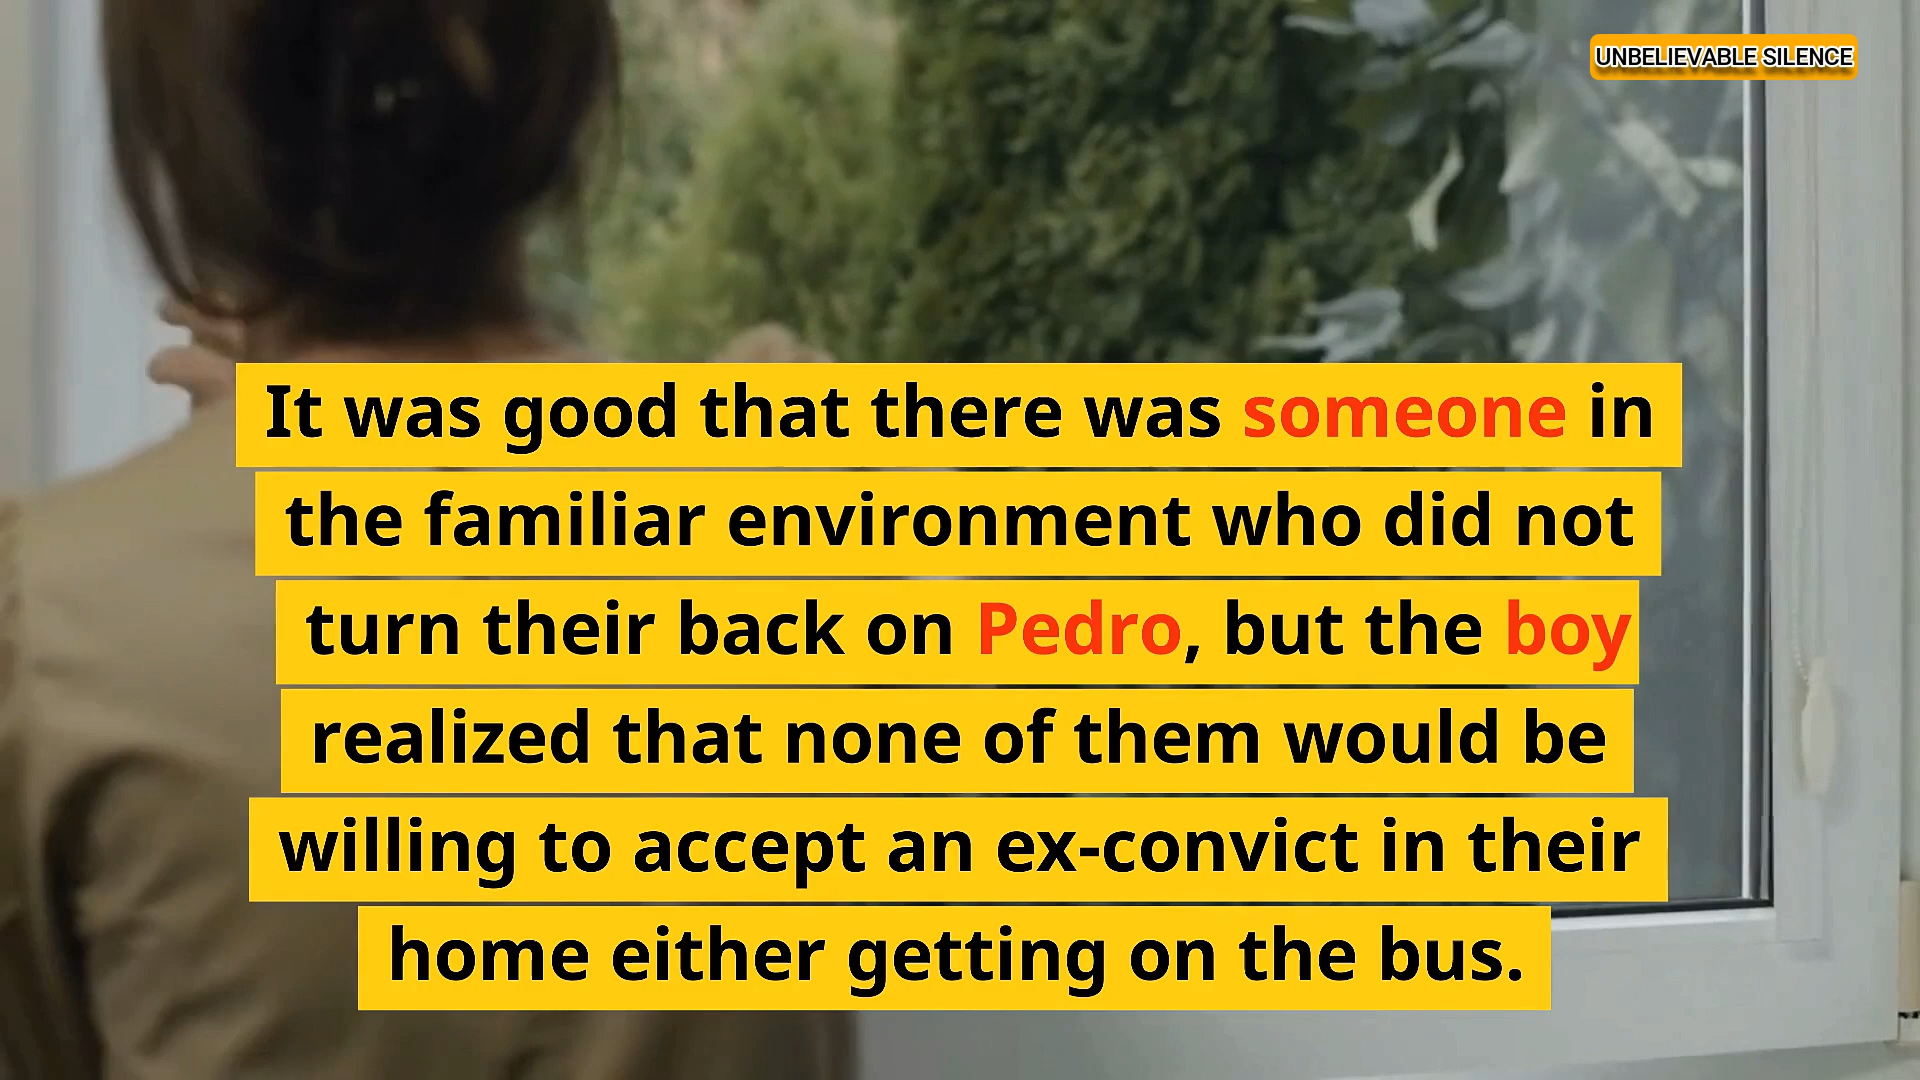 UNBELIEVABLE SILENCE
It was good that there was someone in
the familiar environment who did not
turn their back on Pedro, but the boy
realized that none of them would be
willing to accept an ex-convict in their
home either getting on the bus.